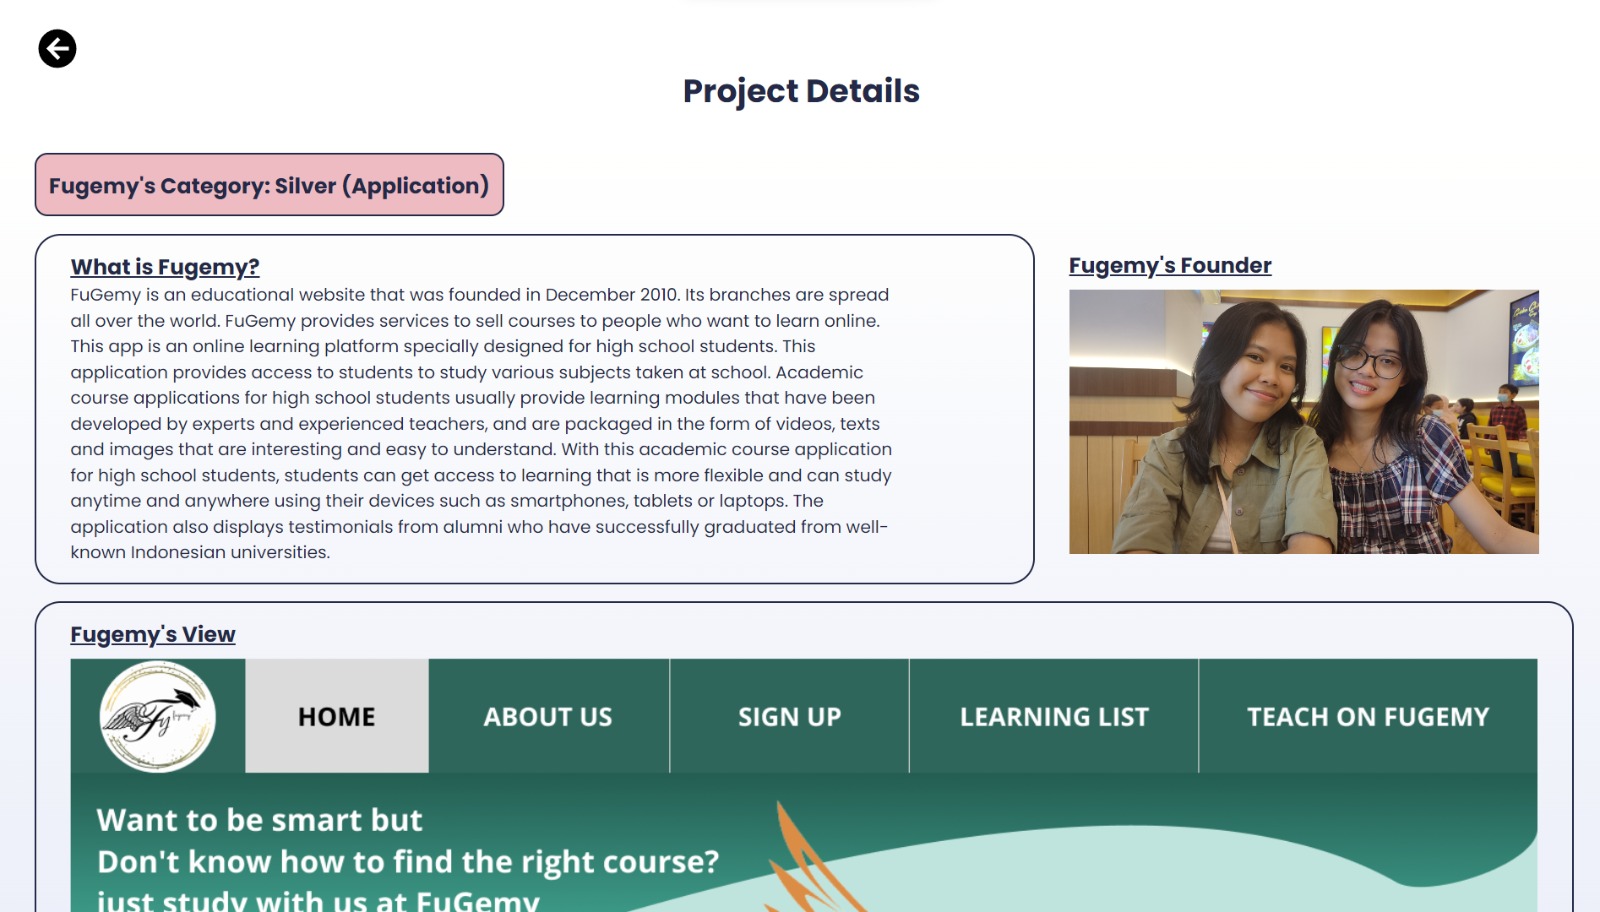 Project Details
Fugemy's Category: Silver (Application)
What is Fugemy?
FuGemy is an educational website that was founded in December 2010. Its branches are spread
all over the world. FuGemy provides services to sell courses to people who want to learn online.
This app is an online learning platform specially designed for high school students. This
application provides access to students to study various subjects taken at school. Academic
course applications for high school students usually provide learning modules that have been
developed by experts and experienced teachers, and are packaged in the form of videos, texts
and images that are interesting and easy to understand. With this academic course application
for high school students, students can get access to learning that is more flexible and can study
anytime and anywhere using their devices such as smartphones, tablets or laptops. The
application also displays testimonials from alumni who have successfully graduated from well-
known Indonesian universities.
Fugemy's Founder
Fugemy's View
Fy
HOME
ABOUT US
SIGN UP
LEARNING LIST
TEACH ON FUGEMY
Want to be smart but
Don't know how to find the right course?
just study with us at FuGemy